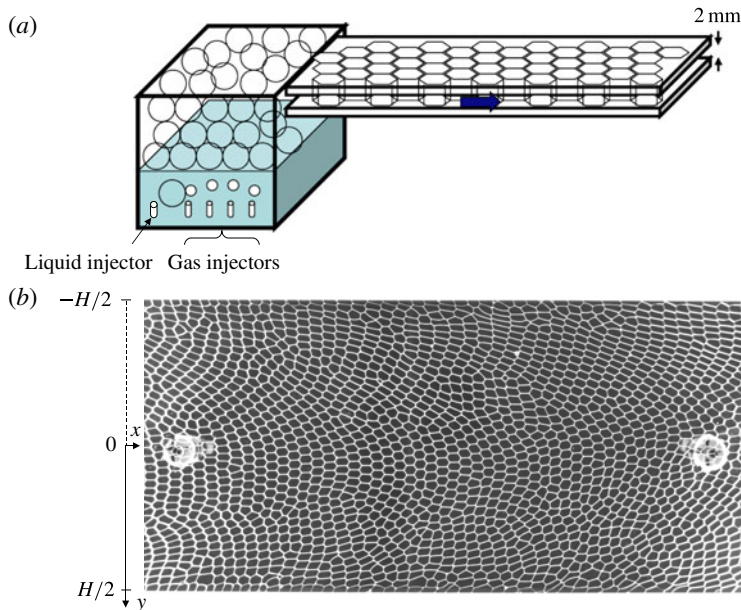 (a)
2 mm
Liquid injector
Gas injectors
(b)
−H/2
x
0
H/2
y